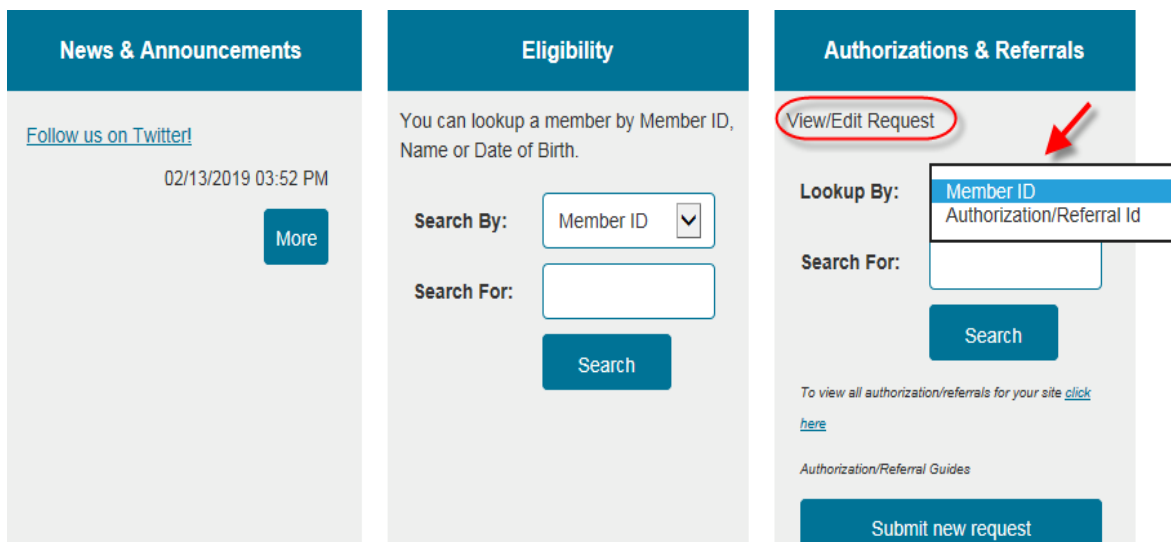 News & Announcements
Follow us on Twitter!
02/13/2019 03:52 PM
More
Eligibility
You can lookup a member by Member ID,
Name or Date of Birth.
Search By:
Member ID
Search For:
Search
Authorizations & Referrals
View/Edit Request
Lookup By:
Member ID
Authorization/Referral Id
Search For:
Search
To view all authorization/referrals for your site click
here
Authorization/Referral Guides
Submit new request